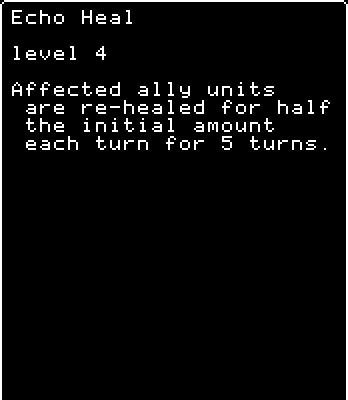 Echo Heal
level 4
Affected ally units
are re-healed for half
the initial amount
each turn for 5 turns.